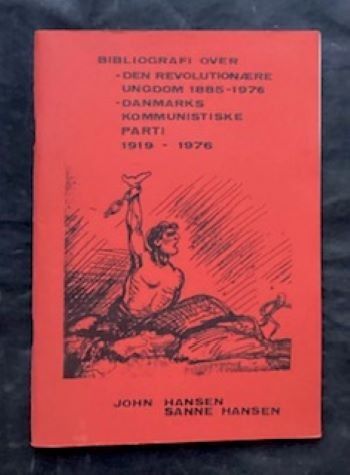 BIBLIOGRAFI OVER
-DEN REVOLUTIONÆRE
UNGDOM 1885-1976
-DANMARKS
KOMMUNISTISKE
PARTI
1919 - 1976
JOHN HANSEN
SANNE HANSEN